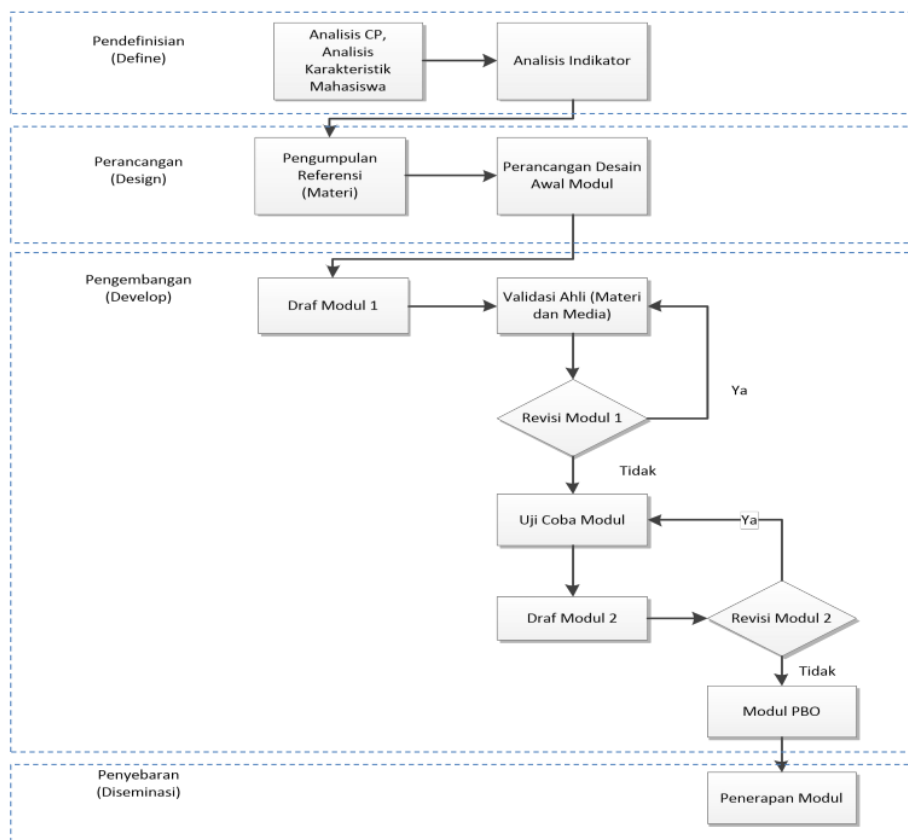 Pendefinisian
(Define)
Analisis CP,
Analisis
Karakteristik
Mahasiswa
Analisis Indikator
Perancangan
(Design)
Pengumpulan
Referensi
(Materi)
Perancangan Desain
Awal Modul
Pengembangan
(Develop)
Draf Modul 1
Validasi Ahli (Materi
dan Media)
Ya
Revisi Modul 1
Tidak
Uji Coba Modul
Ya
Draf Modul 2
Revisi Modul 2
Tidak
Modul PBO
Penyebaran
(Diseminasi)
Penerapan Modul